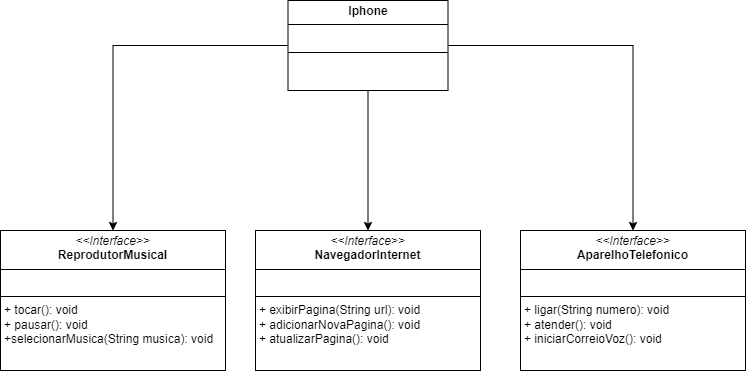 Iphone
<<Interface>>
ReprodutorMusical
+ tocar(): void
+ pausar(): void
+selecionarMusica(String musica): void
<<Interface>>
NavegadorInternet
+ exibirPagina(String url): void
+ adicionarNovaPagina(): void
+ atualizarPagina(): void
<<Interface>>
AparelhoTelefonico
+ ligar(String numero): void
+ atender(): void
+ iniciarCorreioVoz(): void